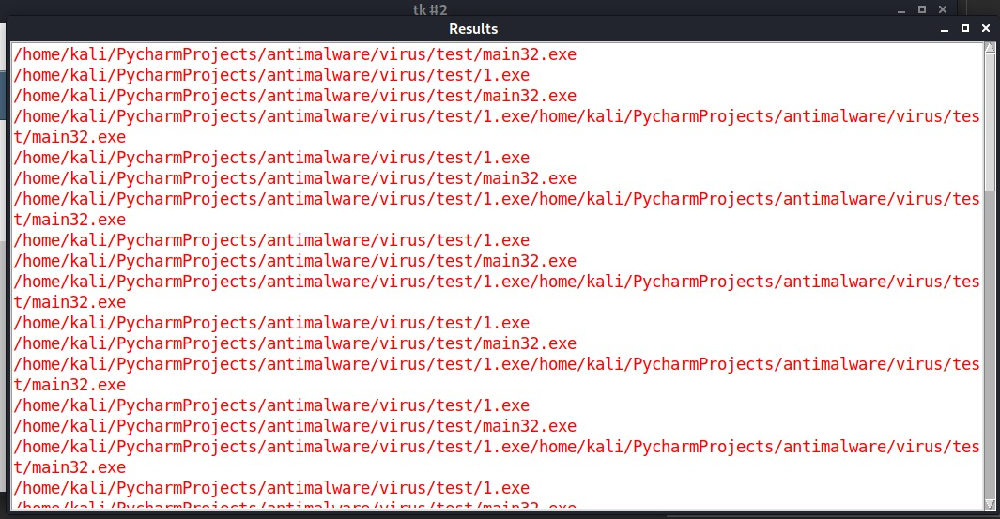 tk#2
Results
/home/kali/PycharmProjects/antimalware/virus/test/main32.exe
/home/kali/PycharmProjects/antimalware/virus/test/1.exe
/home/kali/PycharmProjects/antimalware/virus/test/main32.exe
/home/kali/PycharmProjects/antimalware/virus/test/1.exe/home/kali/PycharmProjects/antimalware/virus/tes
t/main32.exe
/home/kali/PycharmProjects/antimalware/virus/test/1.exe
/home/kali/PycharmProjects/antimalware/virus/test/main32.exe
/home/kali/PycharmProjects/antimalware/virus/test/1.exe/home/kali/PycharmProjects/antimalware/virus/tes
t/main32.exe
/home/kali/PycharmProjects/antimalware/virus/test/1.exe
/home/kali/PycharmProjects/antimalware/virus/test/main32.exe
/home/kali/PycharmProjects/antimalware/virus/test/1.exe/home/kali/PycharmProjects/antimalware/virus/tes
t/main32.exe
/home/kali/PycharmProjects/antimalware/virus/test/1.exe
/home/kali/PycharmProjects/antimalware/virus/test/main32.exe
/home/kali/PycharmProjects/antimalware/virus/test/1.exe/home/kali/PycharmProjects/antimalware/virus/tes
t/main32.exe
/home/kali/PycharmProjects/antimalware/virus/test/1.exe
/home/kali/PycharmProjects/antimalware/virus/test/main32.exe
/home/kali/PycharmProjects/antimalware/virus/test/1.exe/home/kali/PycharmProjects/antimalware/virus/tes
t/main32.exe
/home/kali/PycharmProjects/antimalware/virus/test/1.exe
/home/kali/PycharmProjects/antimalware/virus/test/main32.exe